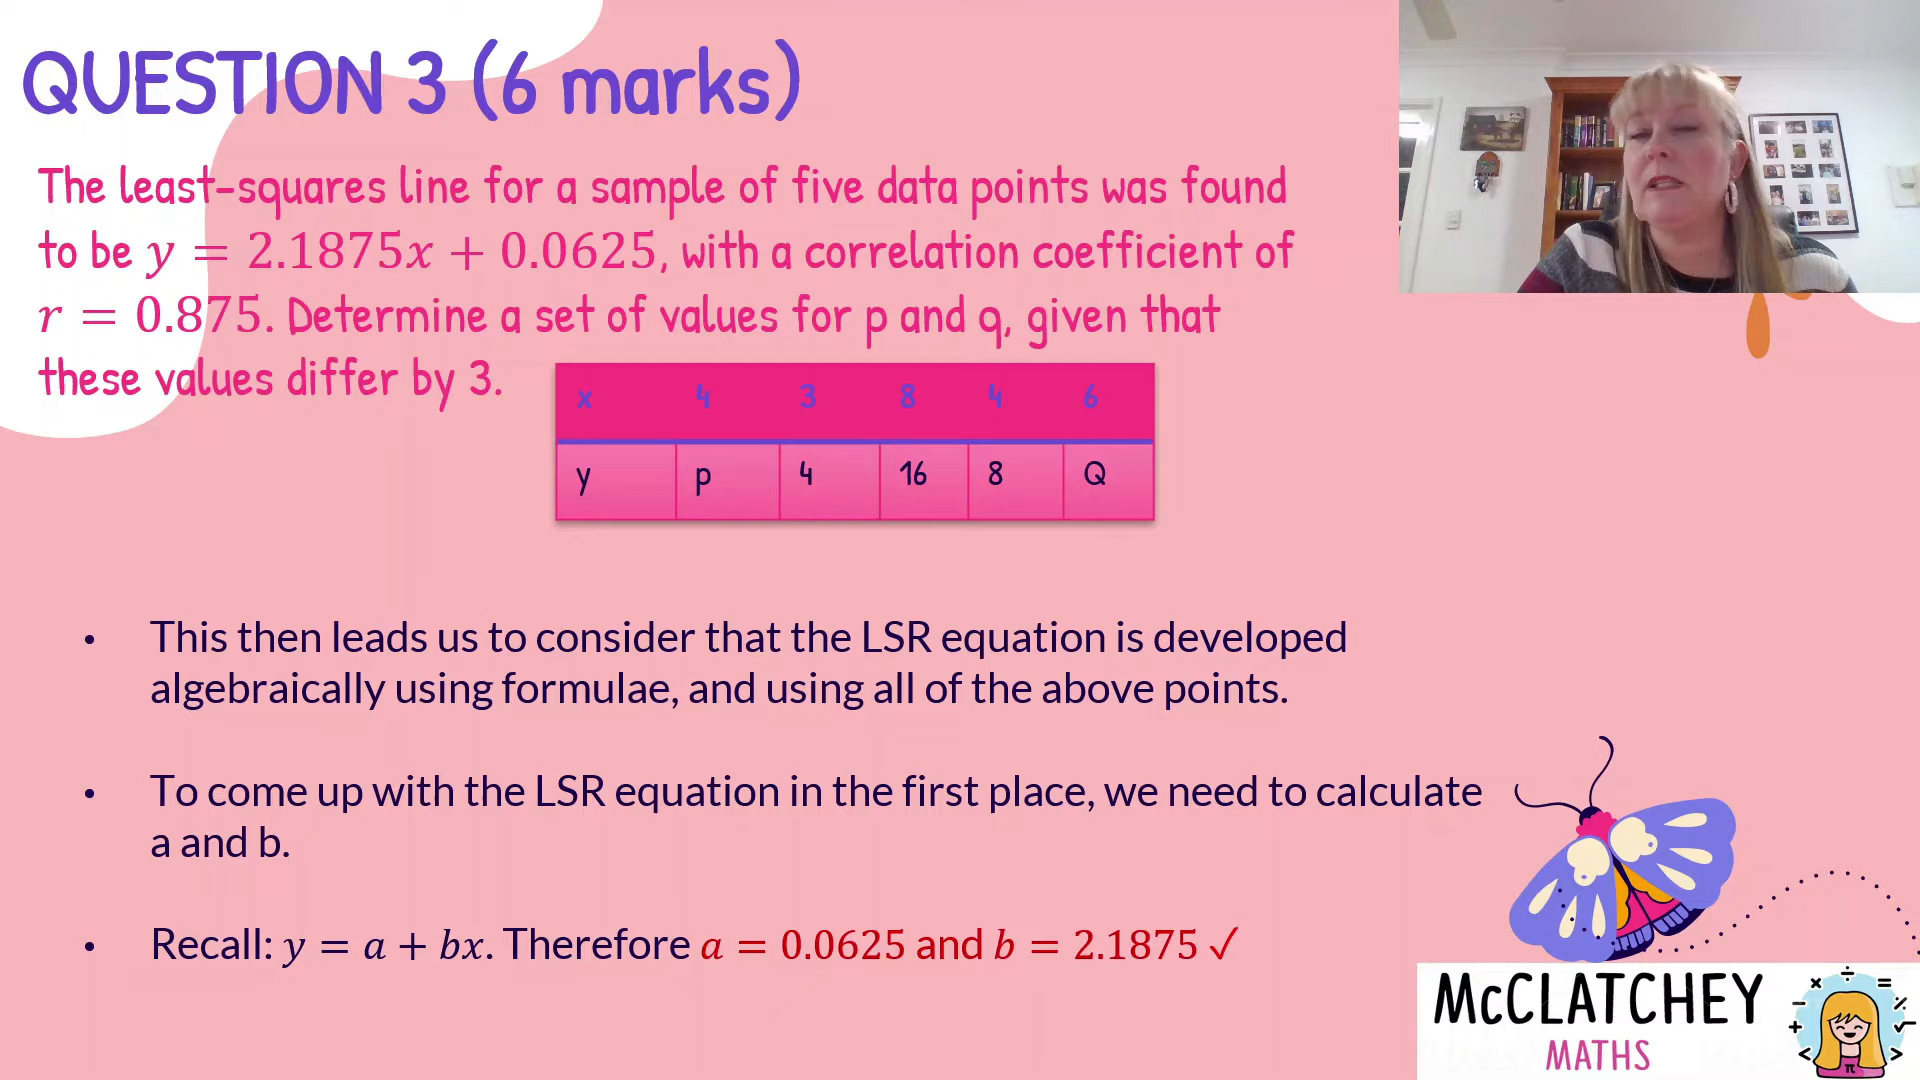 QUESTION 3 (6 marks)
The least-squares line for a sample of five data points was found
to be y = 2.1875x + 0.0625, with a correlation coefficient of
r = 0.875. Determine a set of values for p and q, given that
these values differ by 3.
x 4 3 8 4 6
y p 4 16 8 Q
• This then leads us to consider that the LSR equation is developed
algebraically using formulae, and using all of the above points.
• To come up with the LSR equation in the first place, we need to calculate
a and b.
• Recall: y = a + bx. Therefore a = 0.0625 and b = 2.1875 ✓
McCLATCHEY
MATHS
π